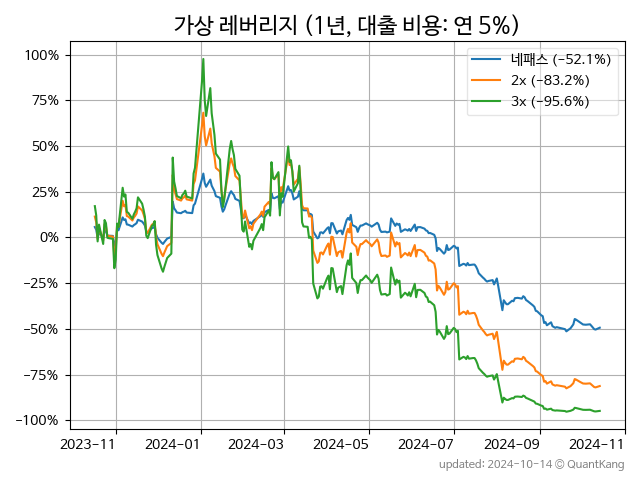 가상 레버리지 (1년, 대출 비용: 연 5%)
네패스 (−52.1%)
2x (−83.2%)
3x (−95.6%)
100%
75%
50%
25%
0%
−25%
−50%
−75%
−100%
2023-11 2024-01 2024-03 2024-05 2024-07 2024-09 2024-11
updated: 2024-10-14 © QuantKang